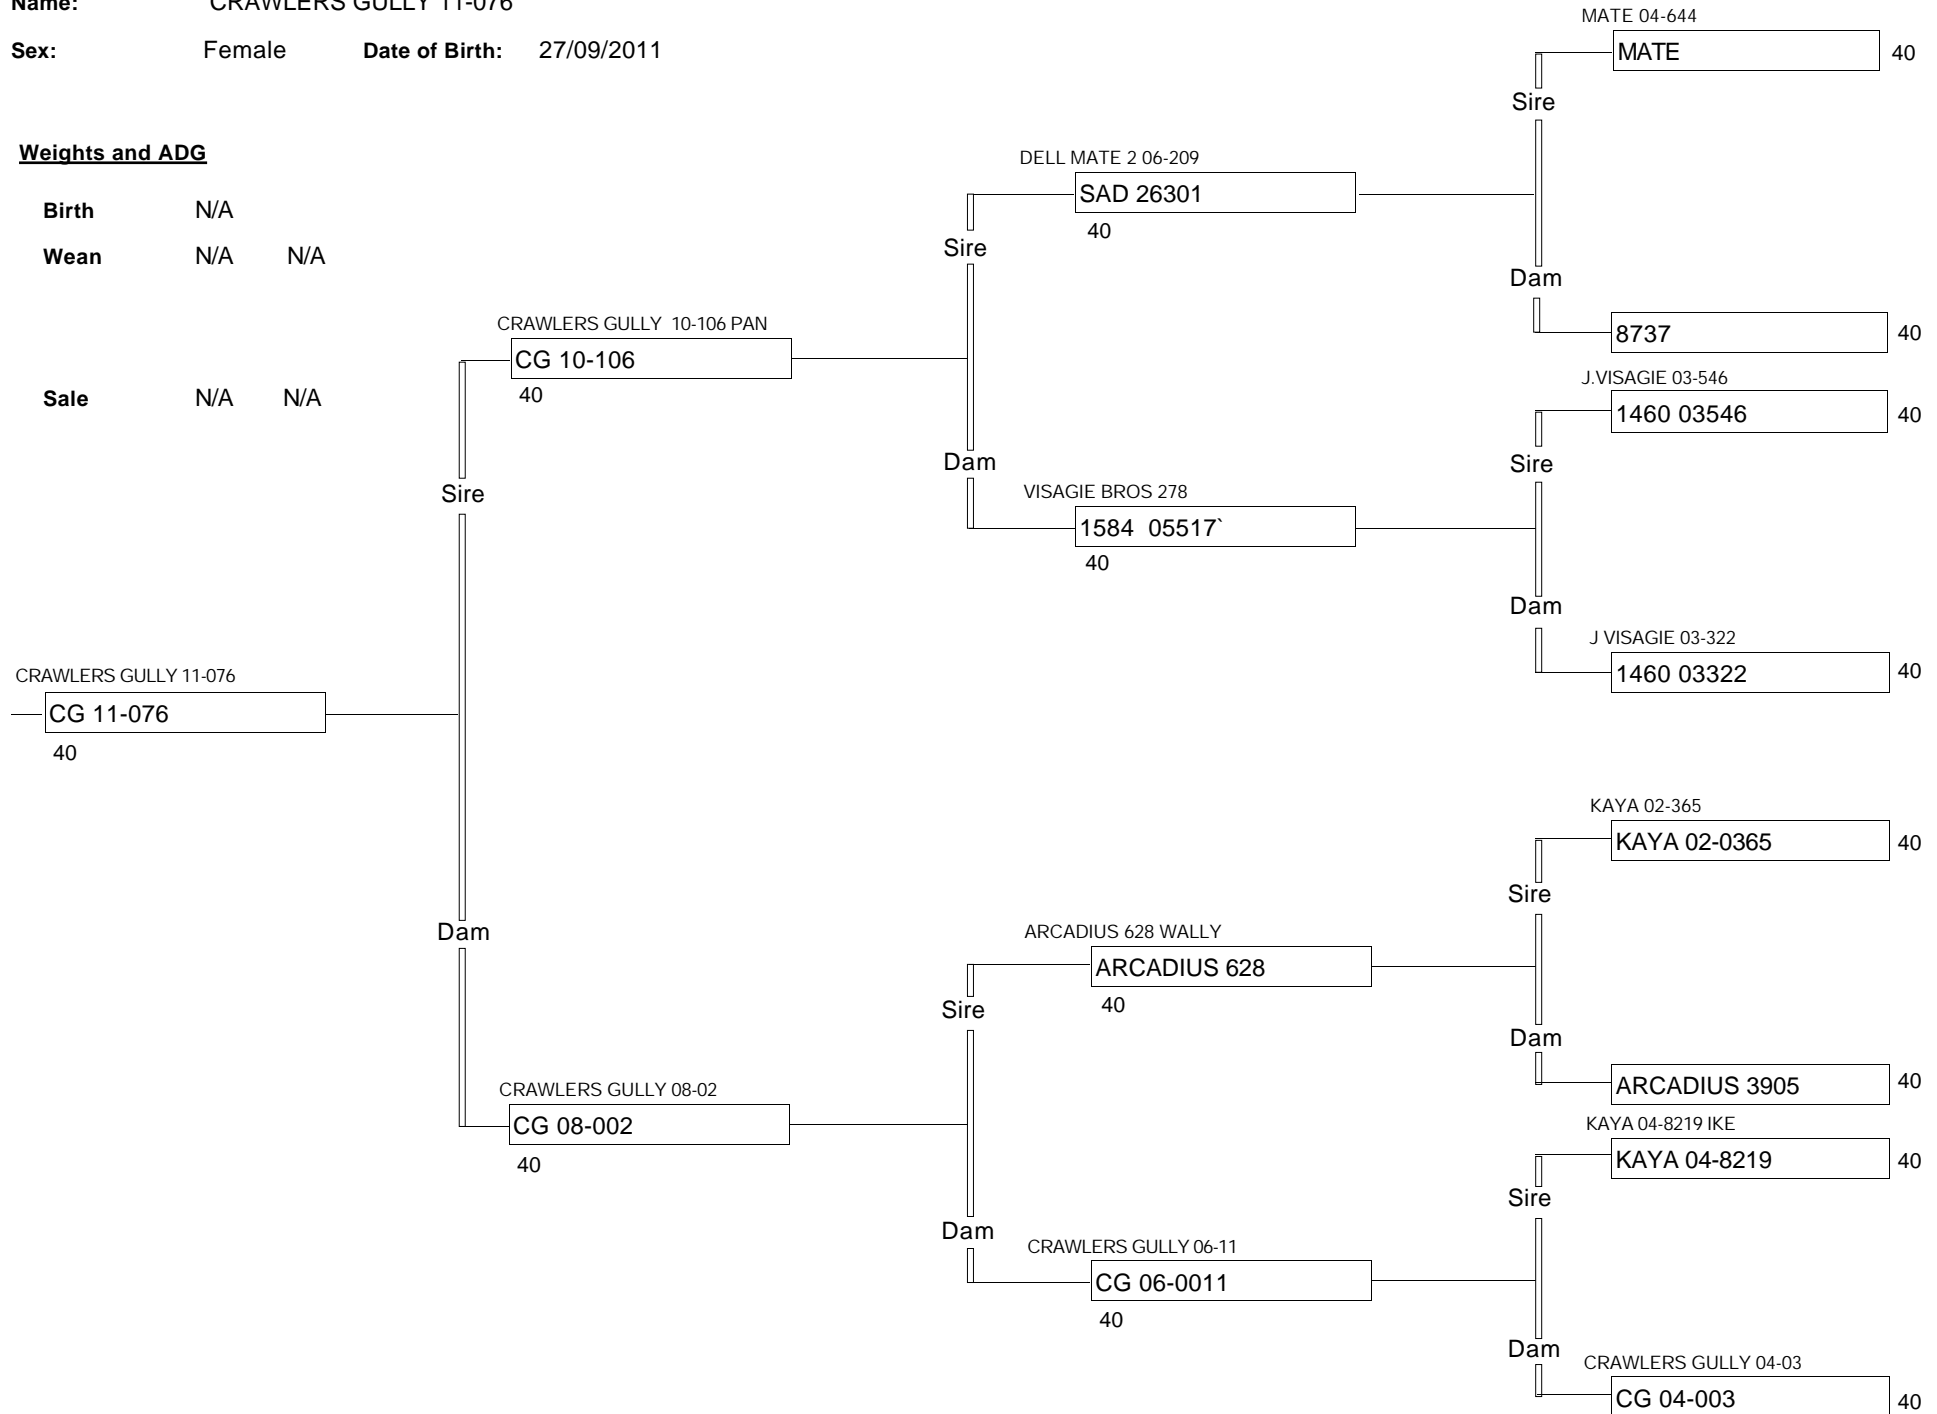 Name: CRAWLERS GULLY 11-076
Sex: Female Date of Birth: 27/09/2011
Weights and ADG
Birth N/A
Wean N/A N/A
Sale N/A N/A
CRAWLERS GULLY 11-076
CG 11-076
40
Sire
CRAWLERS GULLY 10-106 PAN
CG 10-106
40
Dam
CRAWLERS GULLY 08-02
CG 08-002
40
Sire
DELL MATE 2 06-209
SAD 26301
40
Dam
VISAGIE BROS 278
1584 05517`
40
Sire
ARCADIUS 628 WALLY
ARCADIUS 628
40
Dam
CRAWLERS GULLY 06-11
CG 06-0011
40
MATE 04-644
MATE 40
Sire
Dam
8737 40
J.VISAGIE 03-546
1460 03546 40
Sire
Dam
J VISAGIE 03-322
1460 03322 40
KAYA 02-365
KAYA 02-0365 40
Sire
Dam
ARCADIUS 3905 40
KAYA 04-8219 IKE
KAYA 04-8219 40
Sire
Dam
CRAWLERS GULLY 04-03
CG 04-003 40